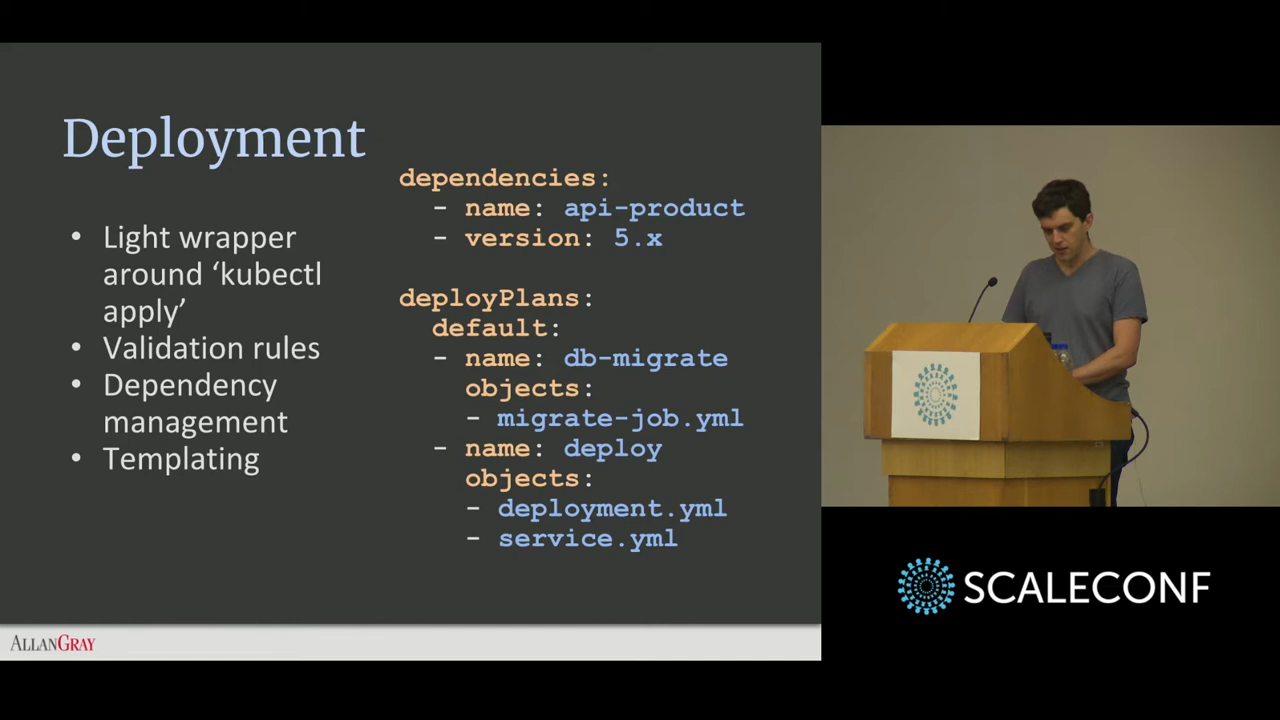 Deployment
• Light wrapper
around ‘kubectl
apply’
• Validation rules
• Dependency
management
• Templating
dependencies:
- name: api-product
- version: 5.x
deployPlans:
default:
- name: db-migrate
objects:
- migrate-job.yml
- name: deploy
objects:
- deployment.yml
- service.yml
ALLANGRAY
SCALECONF